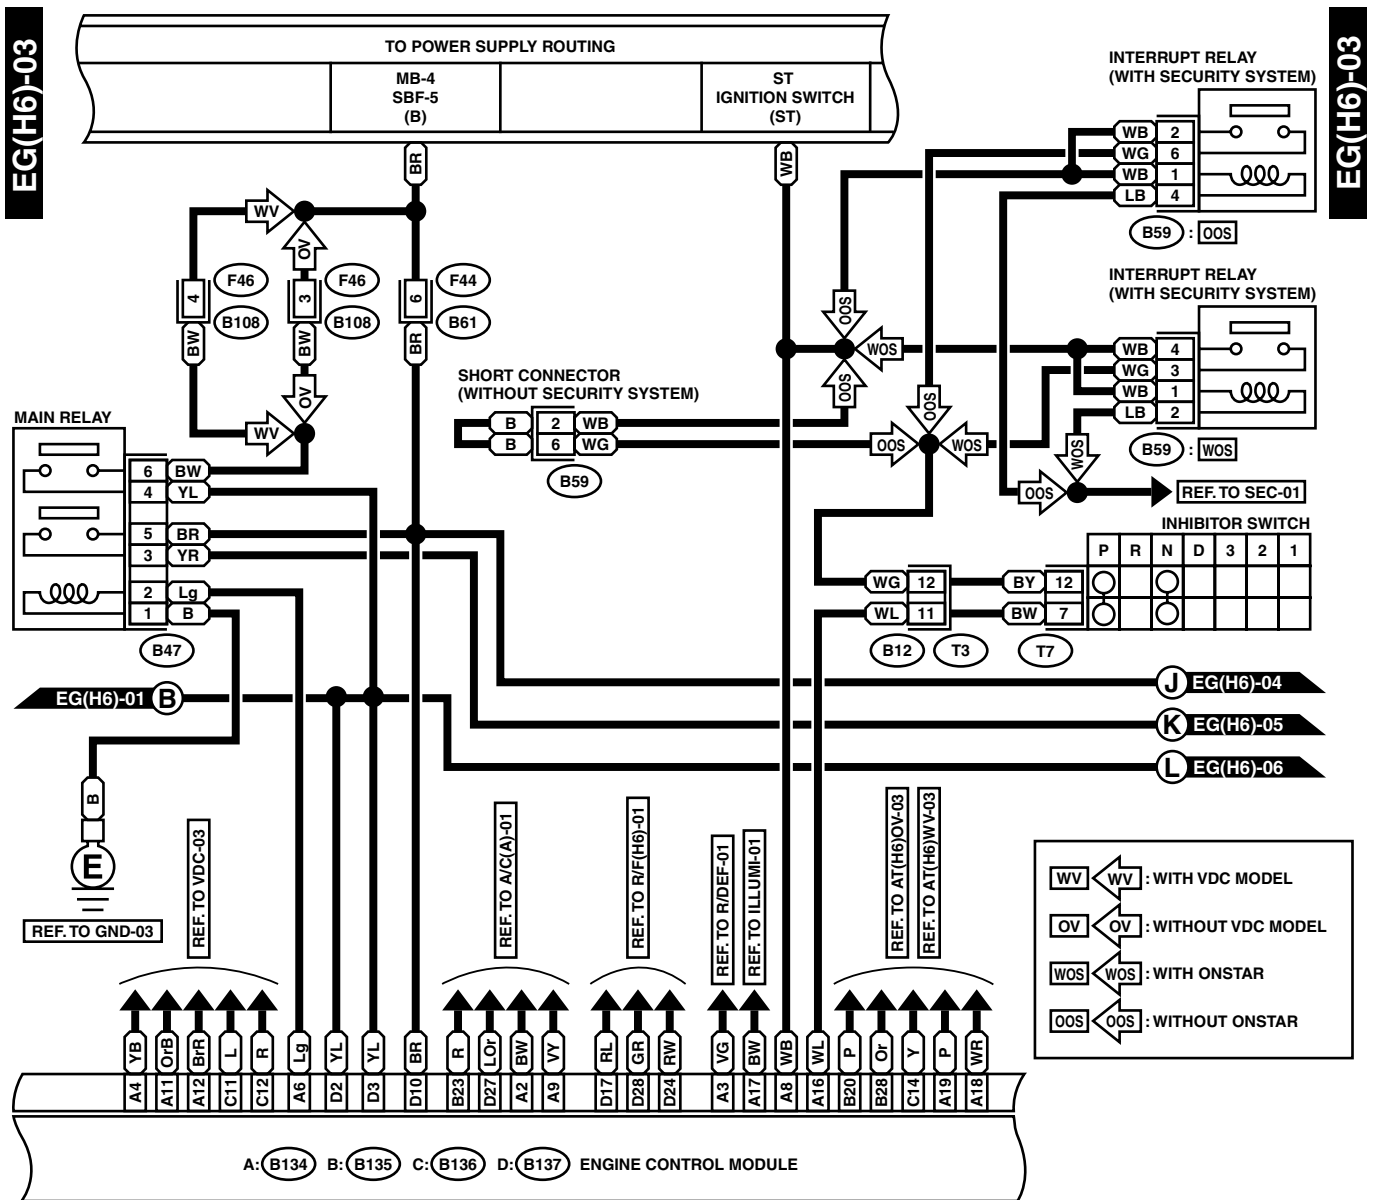 EG(H6)-03
EG(H6)-03
TO POWER SUPPLY ROUTING
MB-4
SBF-5
(B)
ST
IGNITION SWITCH
(ST)
BR
WB
INTERRUPT RELAY
(WITH SECURITY SYSTEM)
WB 2
WG 6
WB 1
LB 4
B59 : OOS
WV
OV
4
F46
B108
3
F46
B108
6
F44
B61
BW
BW
BR
OV
WV
INTERRUPT RELAY
(WITH SECURITY SYSTEM)
WB 4
WG 3
WB 1
LB 2
B59 : WOS
OOS
WOS
OOS
OOS
OOS
WOS
WOS
OOS
REF. TO SEC-01
SHORT CONNECTOR
(WITHOUT SECURITY SYSTEM)
B 2 WB
B 6 WG
B59
MAIN RELAY
6 BW
4 YL
5 BR
3 YR
2 Lg
1 B
B47
INHIBITOR SWITCH
P R N D 3 2 1
WG 12 BY 12
WL 11 BW 7
B12 T3 T7
EG(H6)-01 B
J EG(H6)-04
K EG(H6)-05
L EG(H6)-06
B
E
REF. TO GND-03
REF. TO VDC-03
REF. TO A/C(A)-01
REF. TO R/F(H6)-01
REF. TO R/DEF-01
REF. TO ILLUMI-01
REF. TO AT(H6)OV-03
REF. TO AT(H6)WV-03
WV WV : WITH VDC MODEL
OV OV : WITHOUT VDC MODEL
WOS WOS : WITH ONSTAR
OOS OOS : WITHOUT ONSTAR
YB OrB BrR L R Lg YL YL BR R LOr BW VY RL GR RW VG BW WB WL P Or Y P WR
A4 A11 A12 C11 C12 A6 D2 D3 D10 B23 D27 A2 A9 D17 D28 D24 A3 A17 A8 A16 B20 B28 C14 A19 A18
A: B134 B: B135 C: B136 D: B137 ENGINE CONTROL MODULE